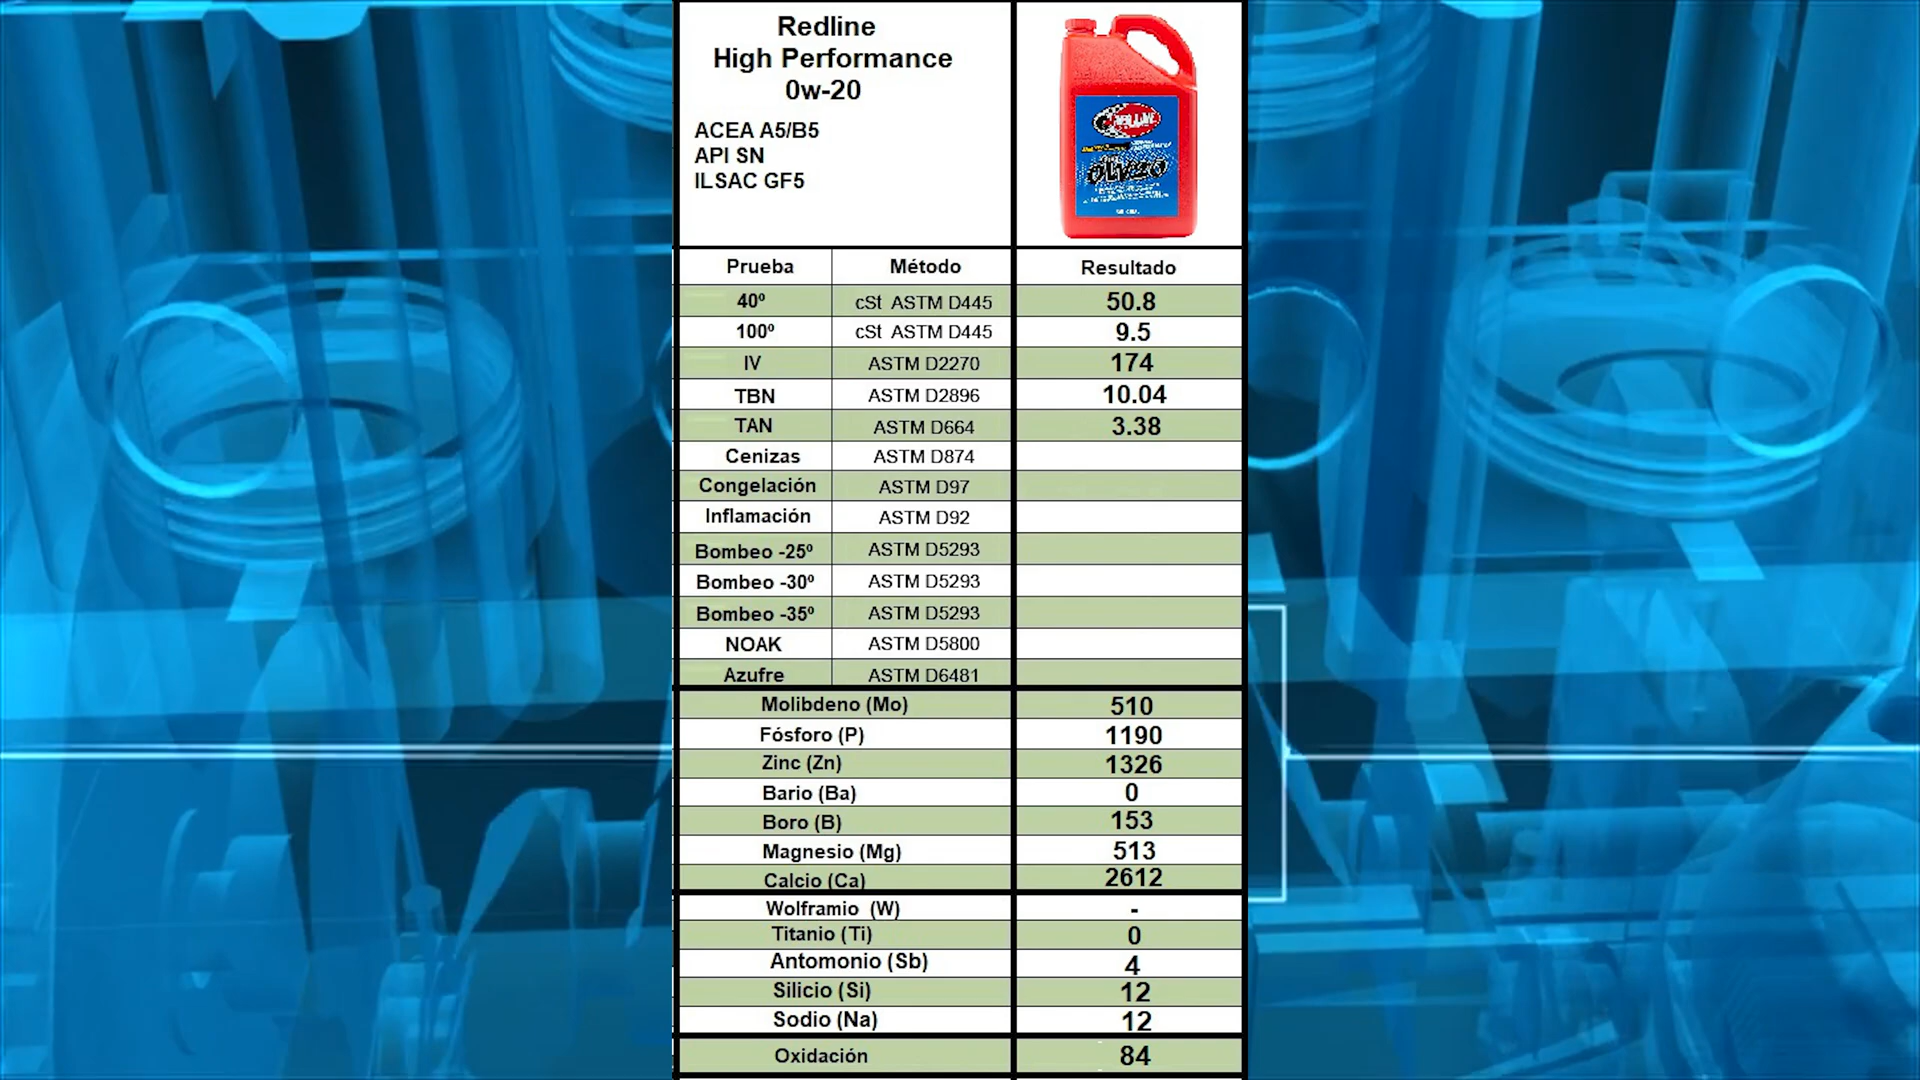 Redline
High Performance
0w-20
ACEA A5/B5
API SN
ILSAC GF5
RED LINE
0W20
Prueba Método Resultado
40º cSt ASTM D445 50.8
100º cSt ASTM D445 9.5
IV ASTM D2270 174
TBN ASTM D2896 10.04
TAN ASTM D664 3.38
Cenizas ASTM D874
Congelación ASTM D97
Inflamación ASTM D92
Bombeo -25º ASTM D5293
Bombeo -30º ASTM D5293
Bombeo -35º ASTM D5293
NOAK ASTM D5800
Azufre ASTM D6481
Molibdeno (Mo) 510
Fósforo (P) 1190
Zinc (Zn) 1326
Bario (Ba) 0
Boro (B) 153
Magnesio (Mg) 513
Calcio (Ca) 2612
Wolframio (W) -
Titanio (Ti) 0
Antomonio (Sb) 4
Silicio (Si) 12
Sodio (Na) 12
Oxidación 84